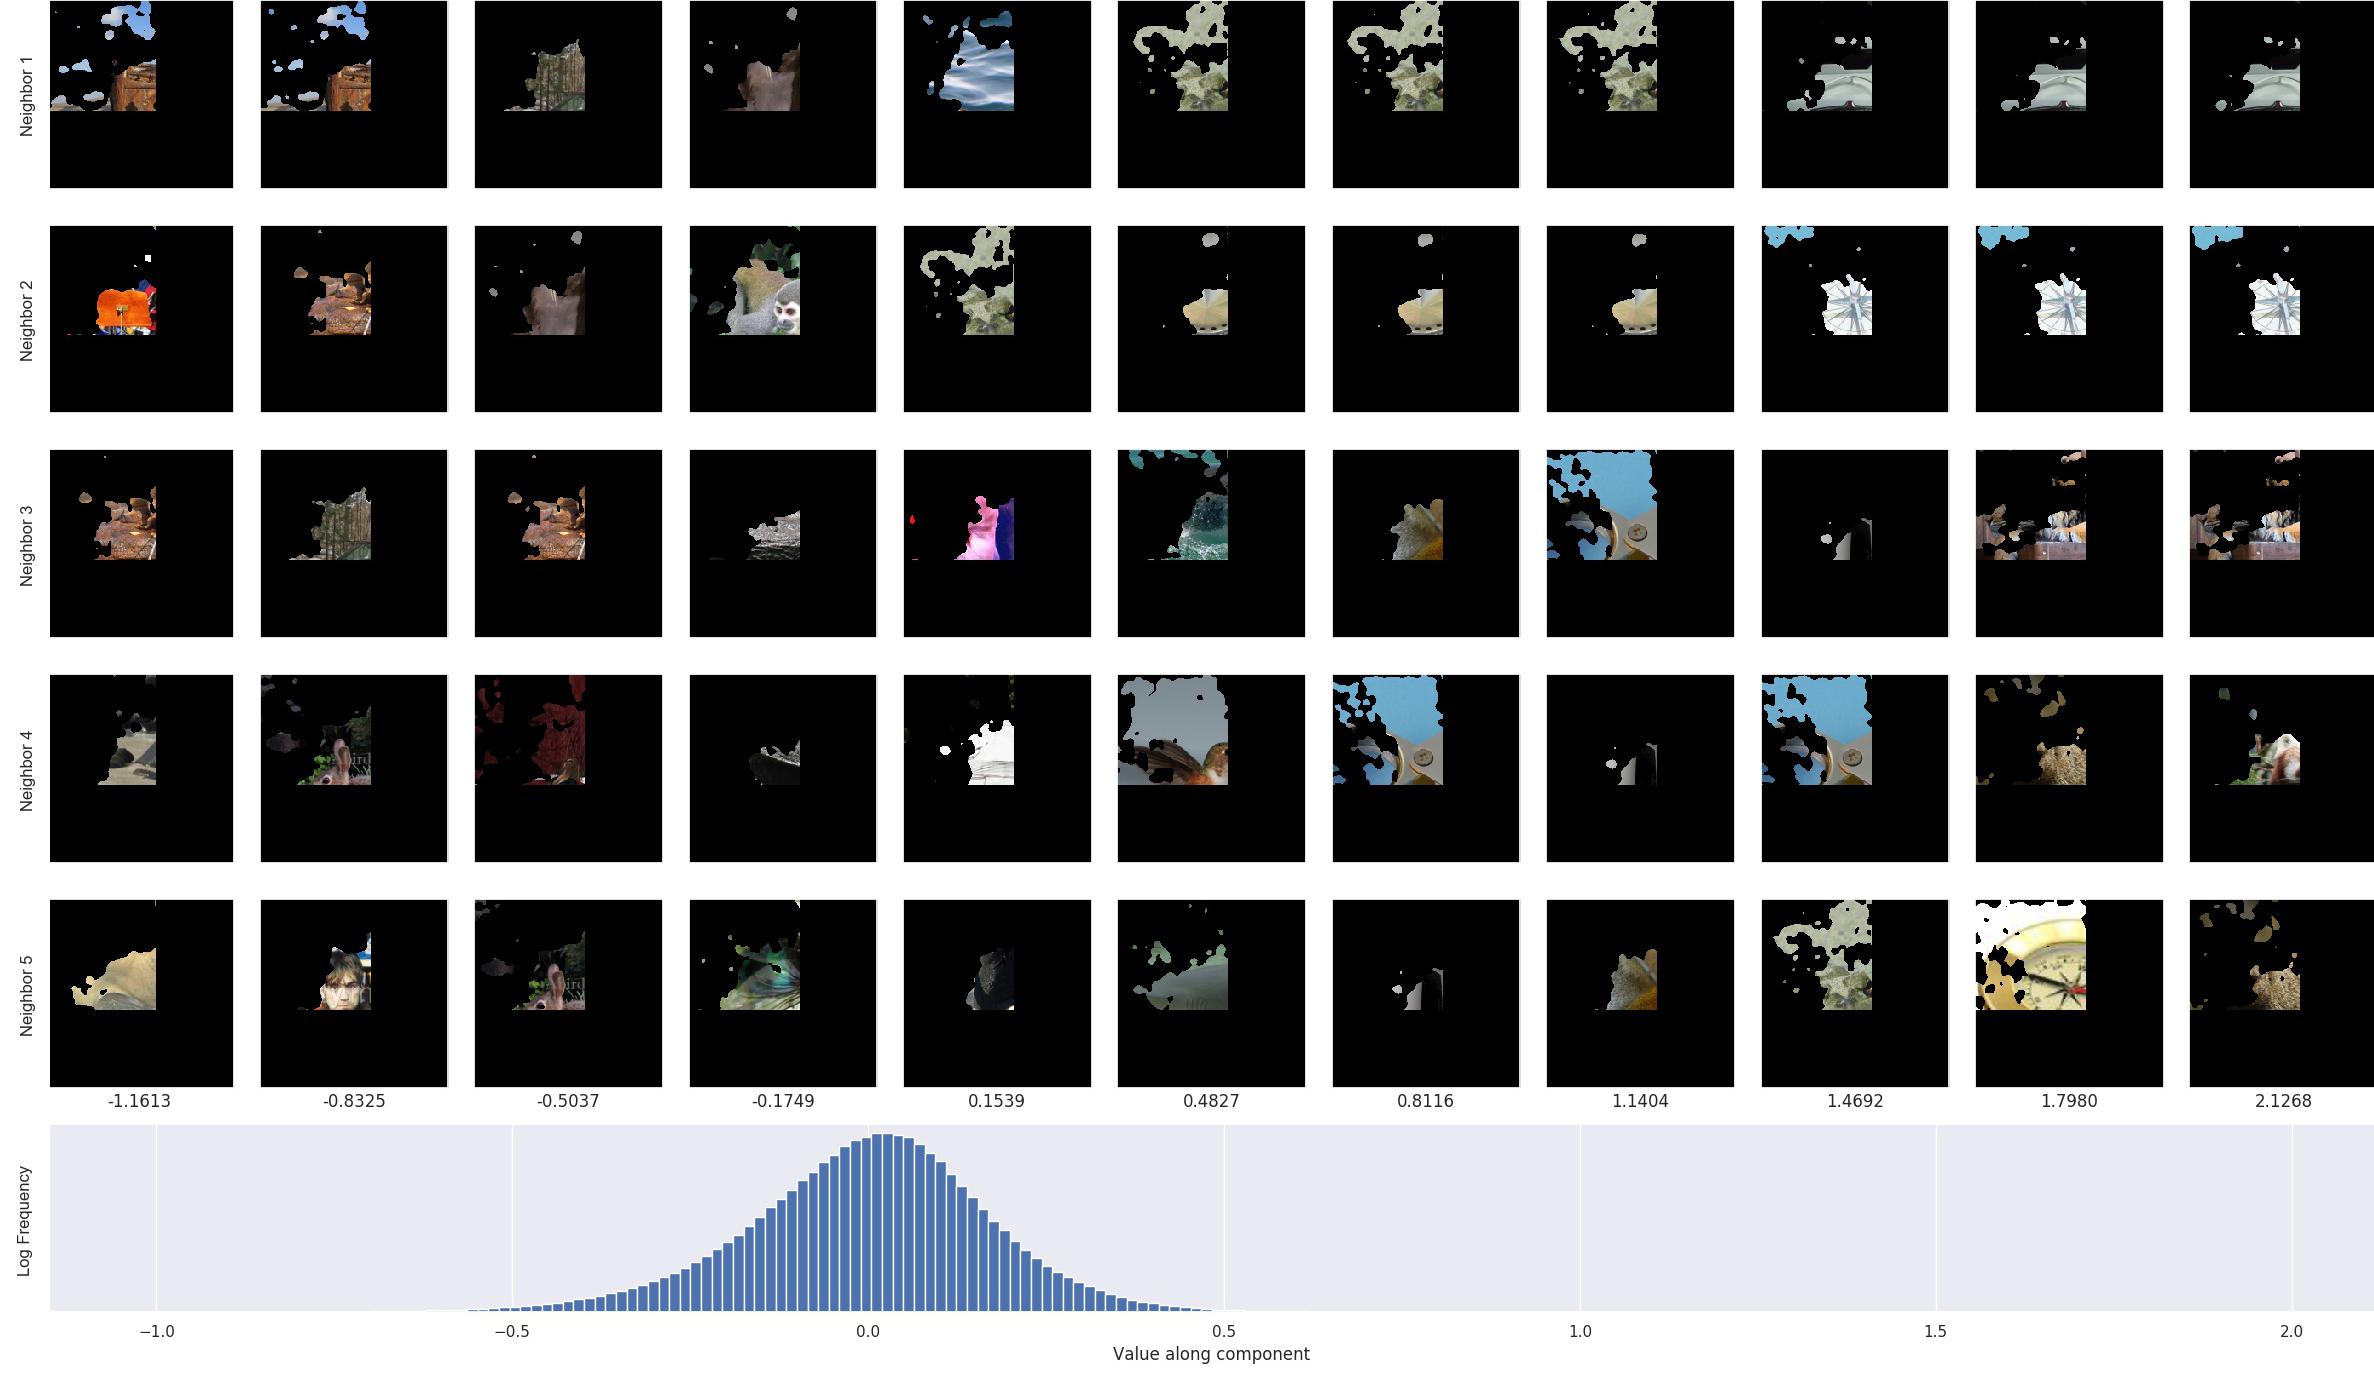 Neighbor 1
Neighbor 2
Neighbor 3
Neighbor 4
Neighbor 5
-1.1613 -0.8325 -0.5037 -0.1749 0.1539 0.4827 0.8116 1.1404 1.4692 1.7980 2.1268
Log Frequency
−1.0 −0.5 0.0 0.5 1.0 1.5 2.0
Value along component